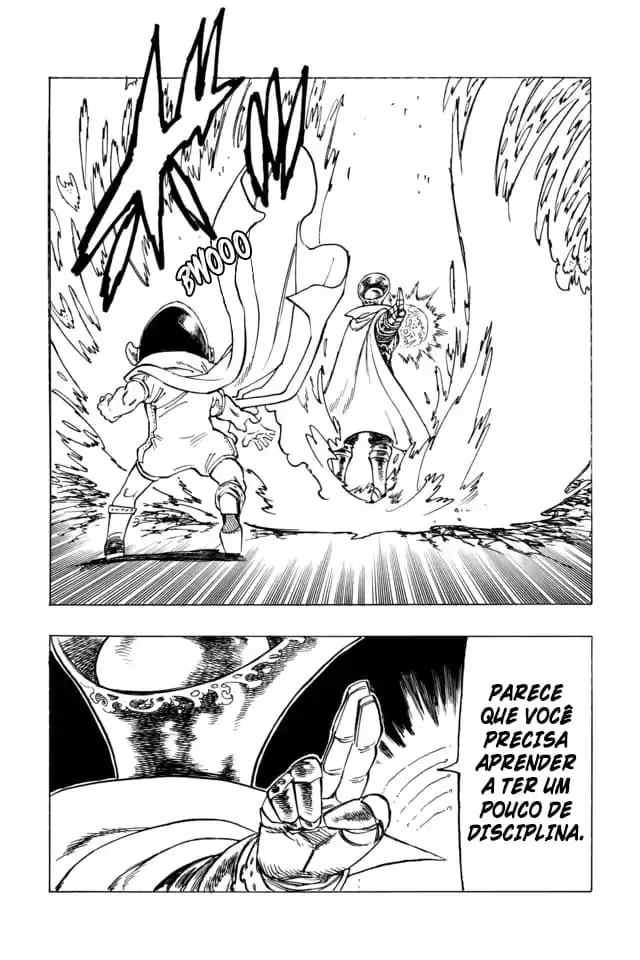 BWOOO
PARECE
QUE VOCÊ
PRECISA
APRENDER
A TER UM
POUCO DE
DISCIPLINA.